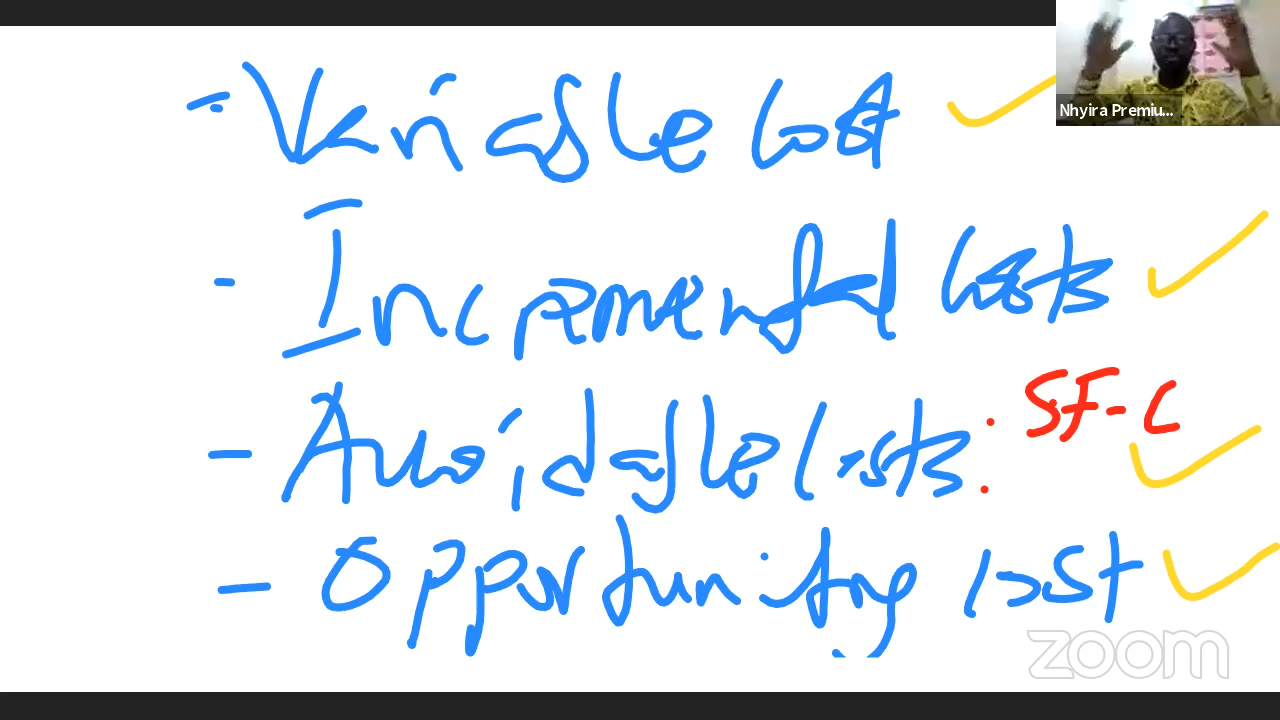 - Variable Cost
Nhyira Premiu...
- Incremental Costs
- Avoidable Costs: SF-C
- Opportunity Cost
zoom